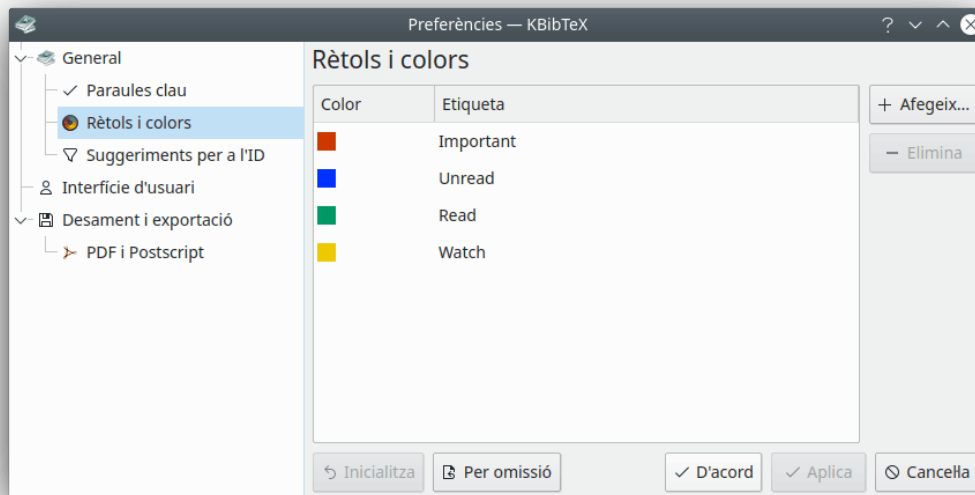 Preferències — KBibTeX
General
Paraules clau
Rètols i colors
Suggeriments per a l'ID
Interfície d'usuari
Desament i exportació
PDF i Postscript
Rètols i colors
Color Etiqueta
Important
Unread
Read
Watch
Afegeix...
Elimina
Inicialitza Per omissió D'acord Aplica Cancel·la